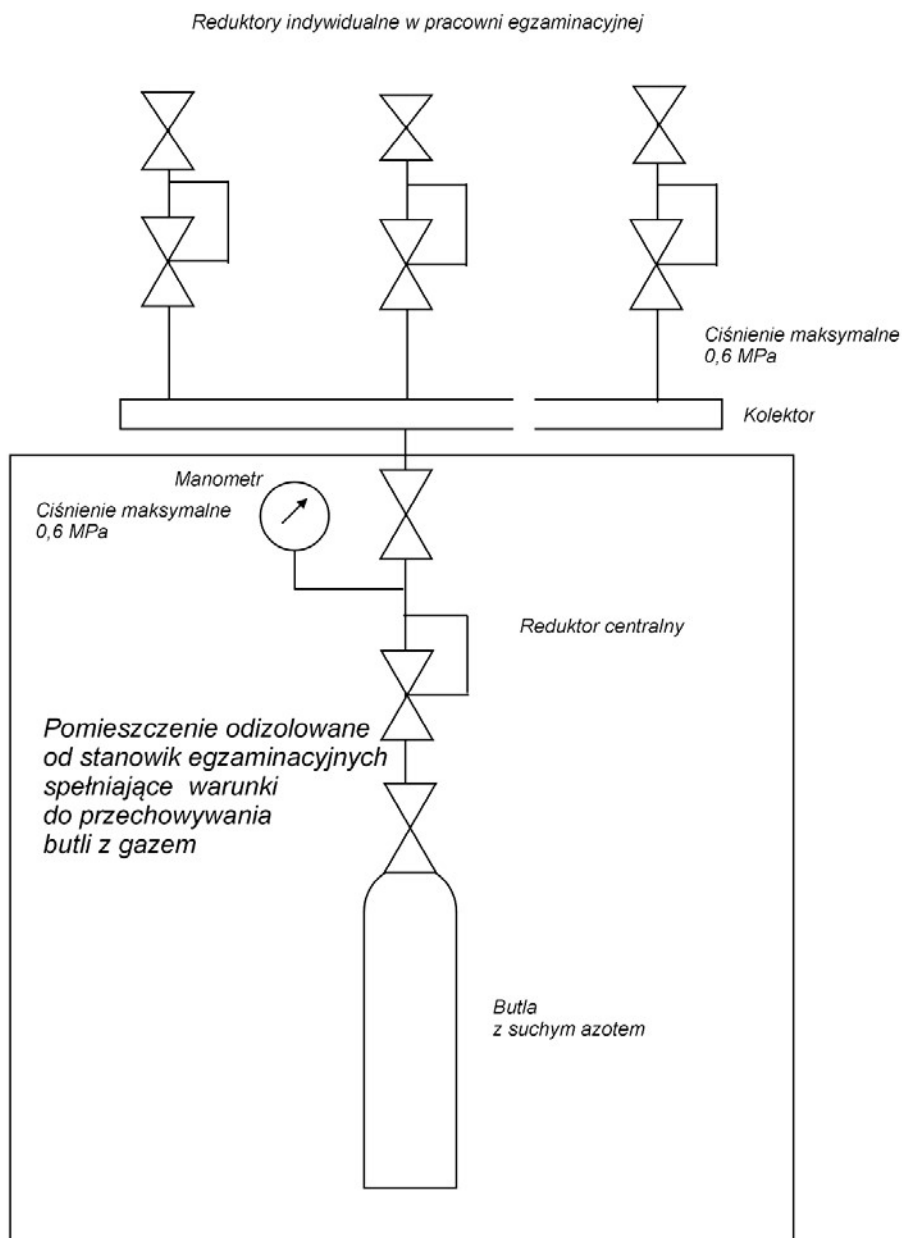 Reduktory indywidualne w pracowni egzaminacyjnej
Ciśnienie maksymalne
0,6 MPa
Kolektor
Manometr
Ciśnienie maksymalne
0,6 MPa
Reduktor centralny
Pomieszczenie odizolowane
od stanowik egzaminacyjnych
spełniające warunki
do przechowywania
butli z gazem
Butla
z suchym azotem